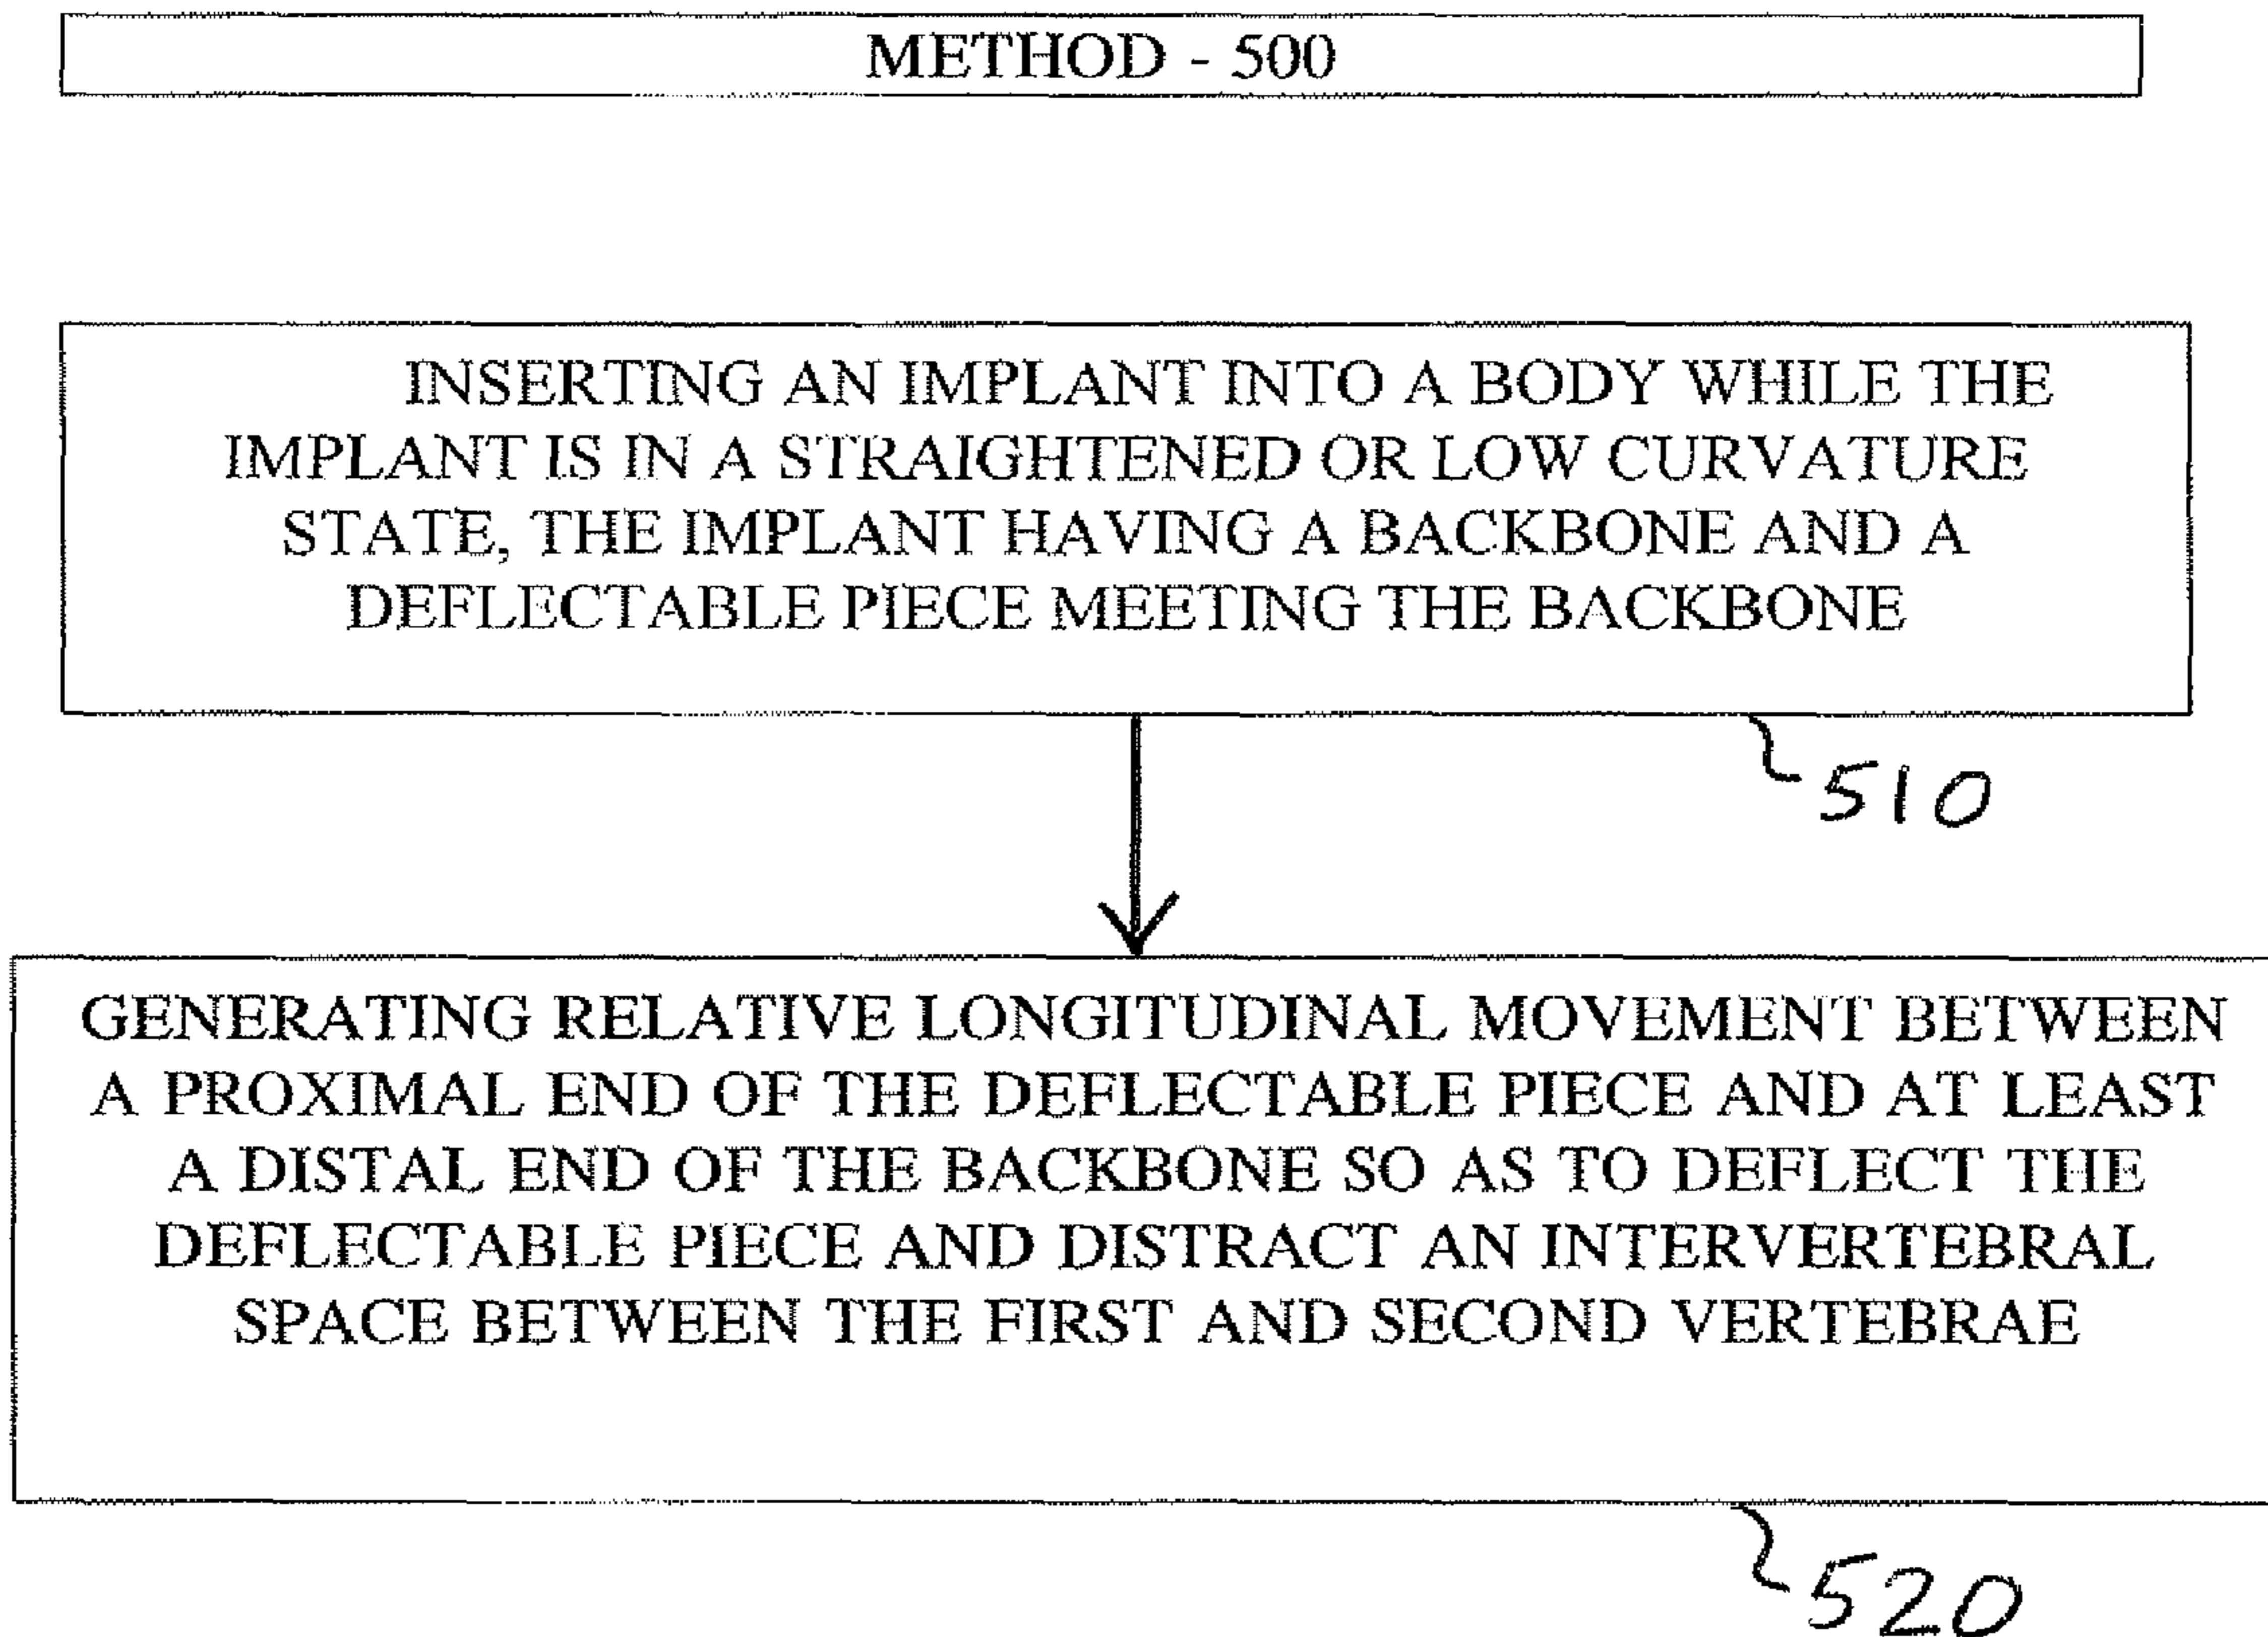 METHOD - 500
INSERTING AN IMPLANT INTO A BODY WHILE THE
IMPLANT IS IN A STRAIGHTENED OR LOW CURVATURE
STATE, THE IMPLANT HAVING A BACKBONE AND A
DEFLECTABLE PIECE MEETING THE BACKBONE
510
GENERATING RELATIVE LONGITUDINAL MOVEMENT BETWEEN
A PROXIMAL END OF THE DEFLECTABLE PIECE AND AT LEAST
A DISTAL END OF THE BACKBONE SO AS TO DEFLECT THE
DEFLECTABLE PIECE AND DISTRACT AN INTERVERTEBRAL
SPACE BETWEEN THE FIRST AND SECOND VERTEBRAE
520